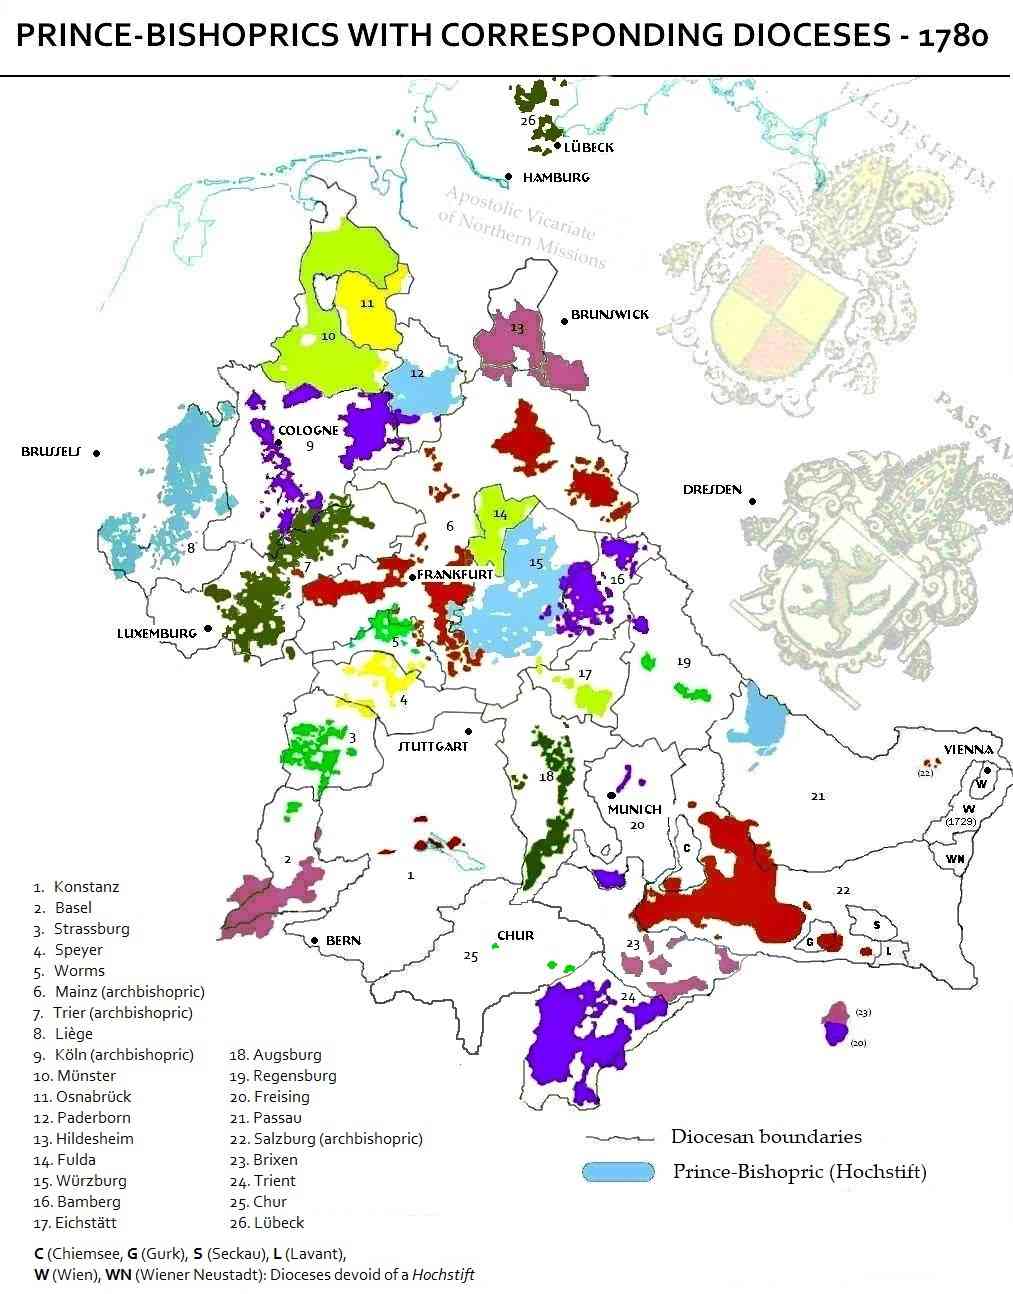 PRINCE-BISHOPRICS WITH CORRESPONDING DIOCESES - 1780
26
LÜBECK
HAMBURG
HILDESHEIM
Apostolic Vicariate
of Northern Missions
11
BRUNSWICK
13
10
12
PASSAU
COLOGNE
9
BRUSSELS
DRESDEN
14
6
8
15
7
FRANKFURT
16
LUXEMBURG
5
19
17
4
3
STUTTGART
VIENNA
18
(22)
W
21
MUNICH
20
W
(1729)
C
WN
2
1
22
S
BERN
CHUR
G
L
23
25
24
(23)
(20)
1. Konstanz
2. Basel
3. Strassburg
4. Speyer
5. Worms
6. Mainz (archbishopric)
7. Trier (archbishopric)
8. Liège
9. Köln (archbishopric)
10. Münster
11. Osnabrück
12. Paderborn
13. Hildesheim
14. Fulda
15. Würzburg
16. Bamberg
17. Eichstätt
18. Augsburg
19. Regensburg
20. Freising
21. Passau
22. Salzburg (archbishopric)
23. Brixen
24. Trient
25. Chur
26. Lübeck
Diocesan boundaries
Prince-Bishopric (Hochstift)
C (Chiemsee, G (Gurk), S (Seckau), L (Lavant),
W (Wien), WN (Wiener Neustadt): Dioceses devoid of a Hochstift